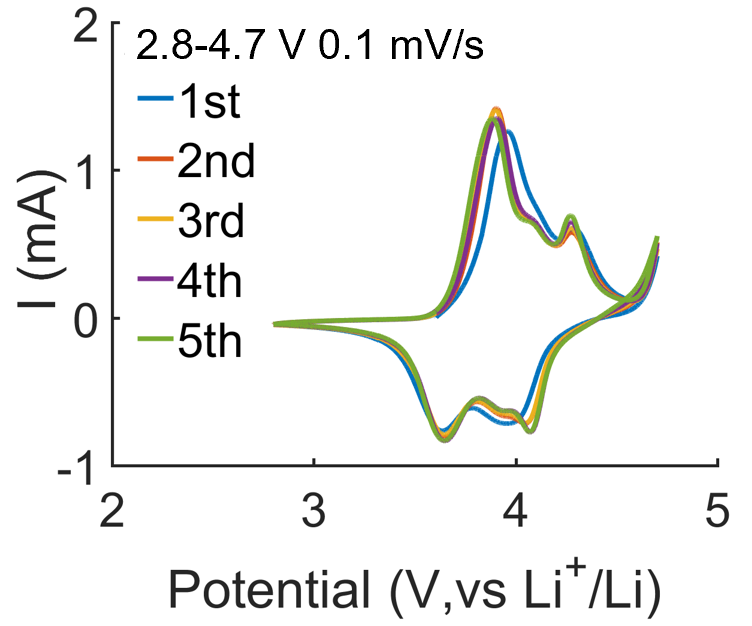 2.8-4.7 V 0.1 mV/s
1st
2nd
3rd
4th
5th
I (mA)
2
1
0
-1
2 3 4 5
Potential (V,vs Li⁺/Li)